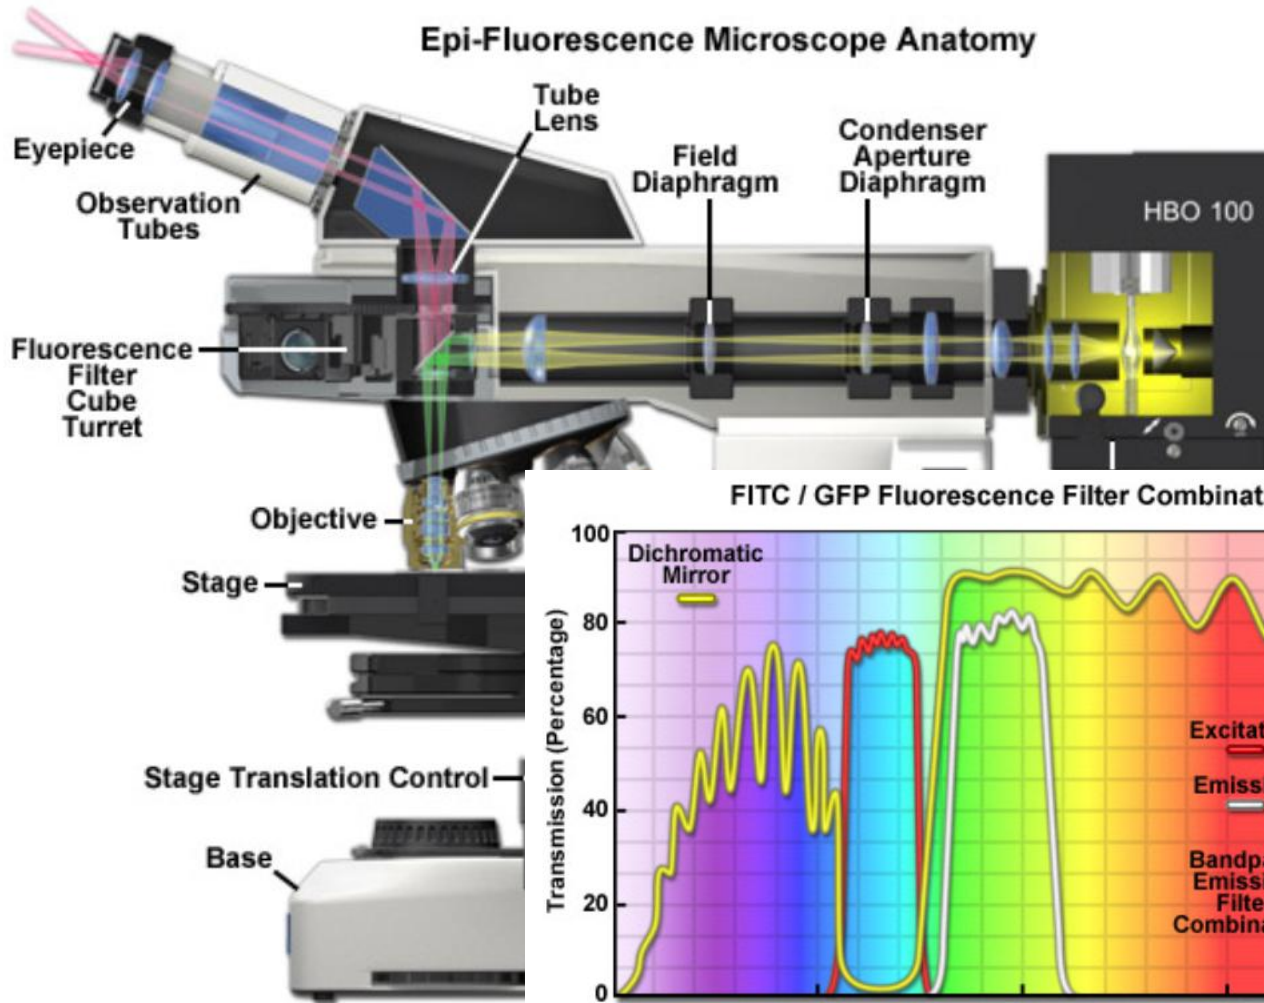 Epi-Fluorescence Microscope Anatomy
Eyepiece
Observation
Tubes
Tube
Lens
Field
Diaphragm
Condenser
Aperture
Diaphragm
HBO 100
Fluorescence
Filter
Cube
Turret
Objective
Stage
Stage Translation Control
Base
FITC / GFP Fluorescence Filter Combinat
Dichromatic
Mirror
Transmission (Percentage)
100
80
60
40
20
0
Excitat
Emissi
Bandpa
Emissi
Filte
Combina